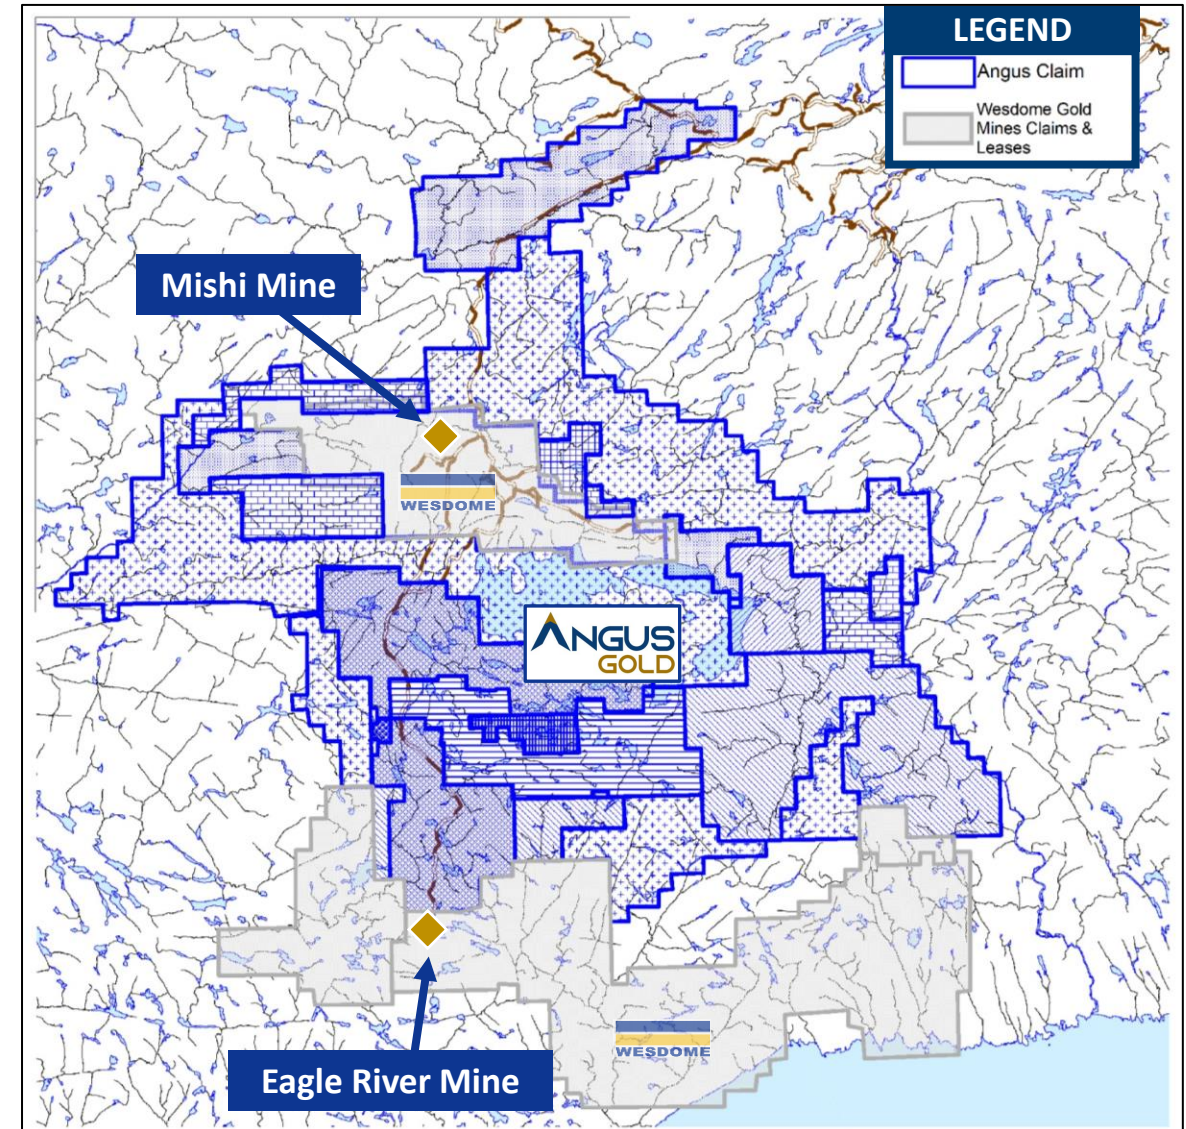 LEGEND
Angus Claim
Wesdome Gold
Mines Claims &
Leases
Mishi Mine
WESDOME
ANGUS
GOLD
Eagle River Mine
WESDOME